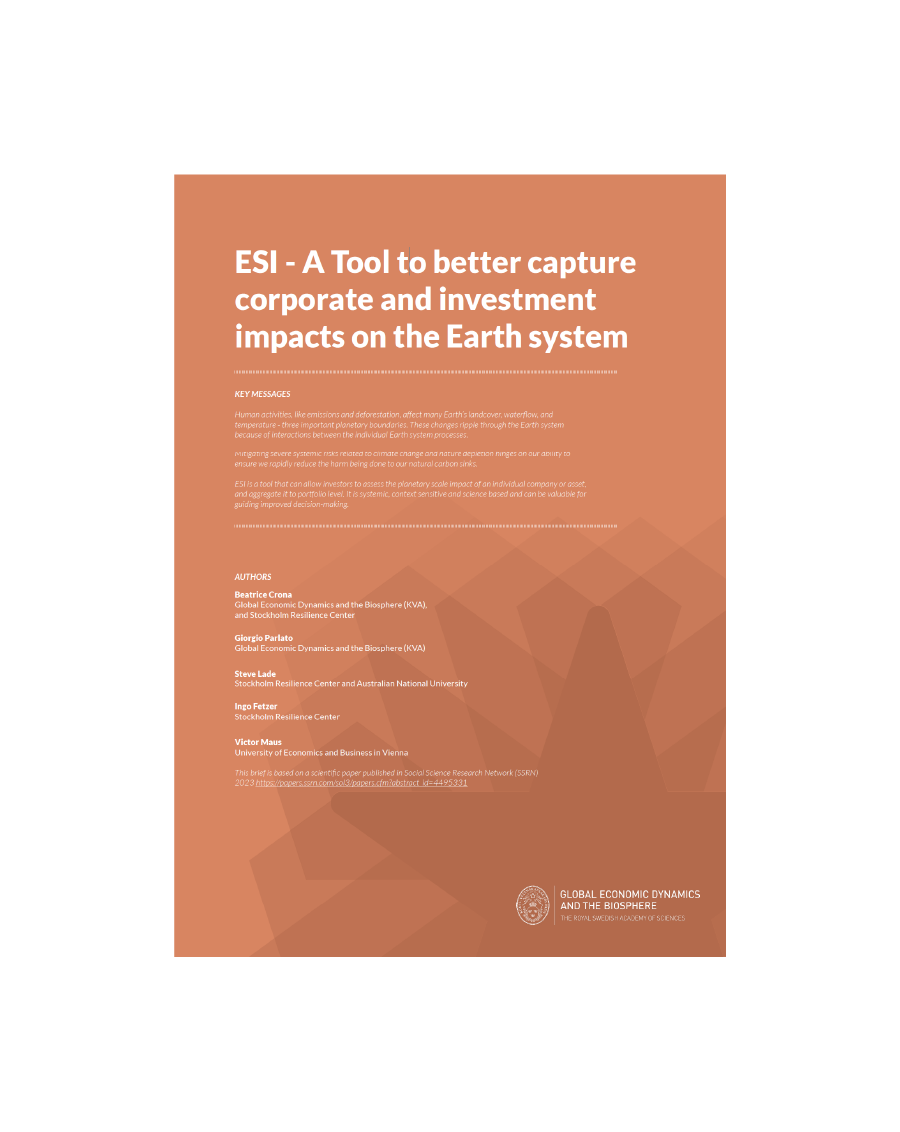 ESI - A Tool to better capture
corporate and investment
impacts on the Earth system
KEY MESSAGES
Human activities, like emissions and deforestation, affect many Earth's landcover, waterflow, and
temperature - three important planetary boundaries. These changes ripple through the Earth system
because of interactions between the individual Earth system processes.
Mitigating severe systemic risks related to climate change and nature depletion hinges on our ability to
ensure we rapidly reduce the harm being done to our natural carbon sinks.
ESI is a tool that can allow investors to assess the planetary scale impact of an individual company or asset,
and aggregate it to portfolio level. It is systemic, context sensitive and science based and can be valuable for
guiding improved decision-making.
AUTHORS
Beatrice Crona
Global Economic Dynamics and the Biosphere (KVA),
and Stockholm Resilience Center
Giorgio Parlato
Global Economic Dynamics and the Biosphere (KVA)
Steve Lade
Stockholm Resilience Center and Australian National University
Ingo Fetzer
Stockholm Resilience Center
Victor Maus
University of Economics and Business in Vienna
This brief is based on a scientific paper published in Social Science Research Network (SSRN)
2023 https://papers.ssrn.com/sol3/papers.cfm?abstract_id=4495331
GLOBAL ECONOMIC DYNAMICS
AND THE BIOSPHERE
THE ROYAL SWEDISH ACADEMY OF SCIENCES